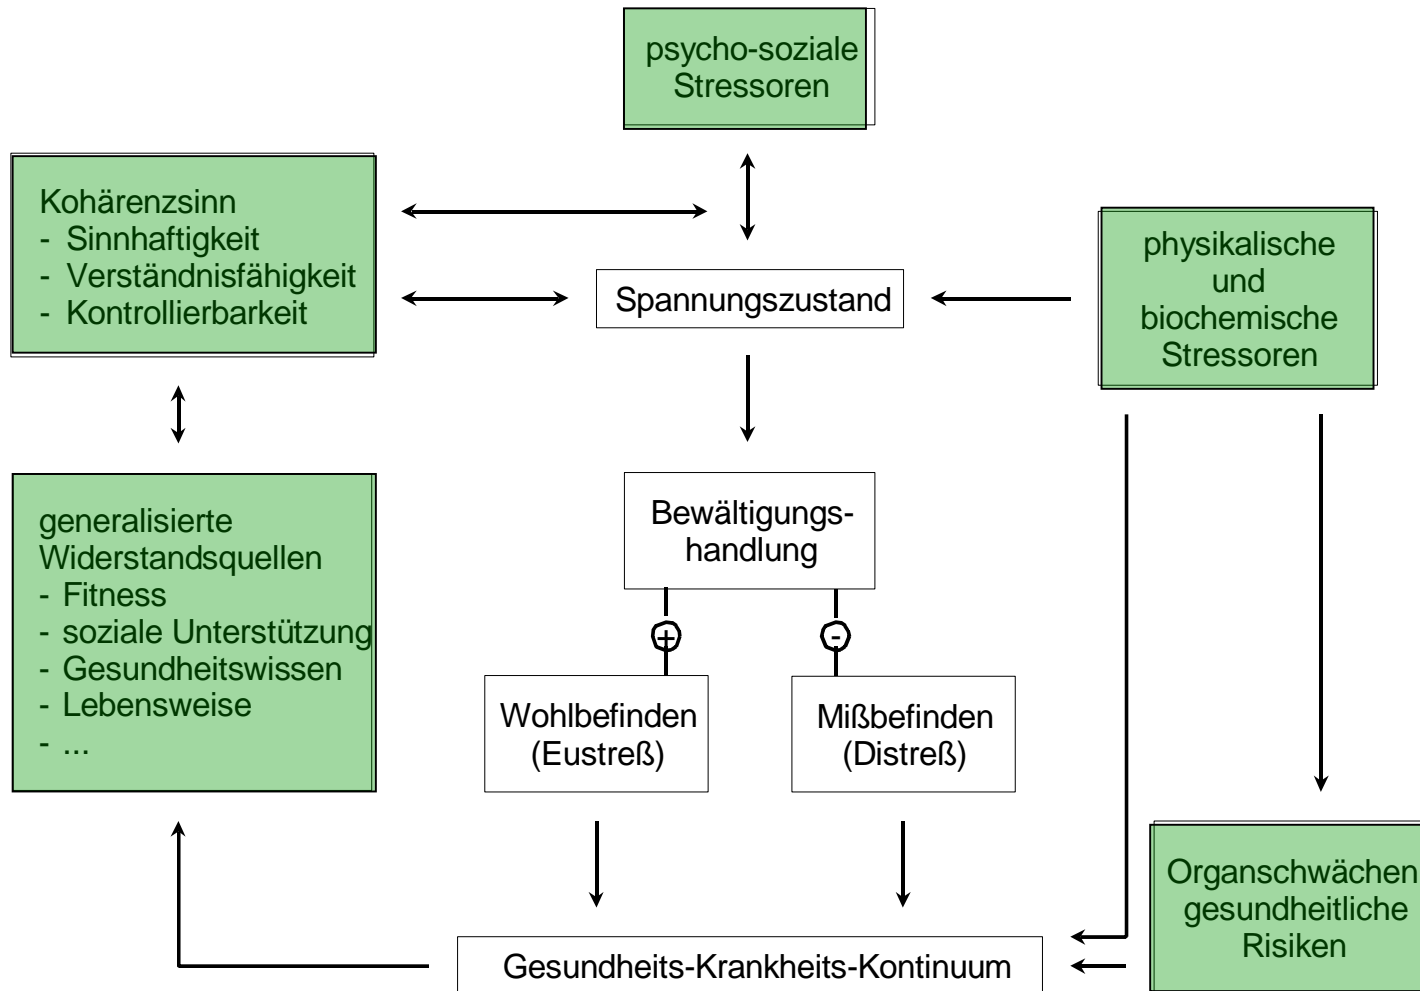 psycho-soziale
Stressoren
Kohärenzsinn
- Sinnhaftigkeit
- Verständnisfähigkeit
- Kontrollierbarkeit
physikalische
und
biochemische
Stressoren
Spannungszustand
generalisierte
Widerstandsquellen
- Fitness
- soziale Unterstützung
- Gesundheitswissen
- Lebensweise
- ...
Bewältigungs-
handlung
+
-
Wohlbefinden
(Eustreß)
Mißbefinden
(Distreß)
Organschwächen
gesundheitliche
Risiken
Gesundheits-Krankheits-Kontinuum